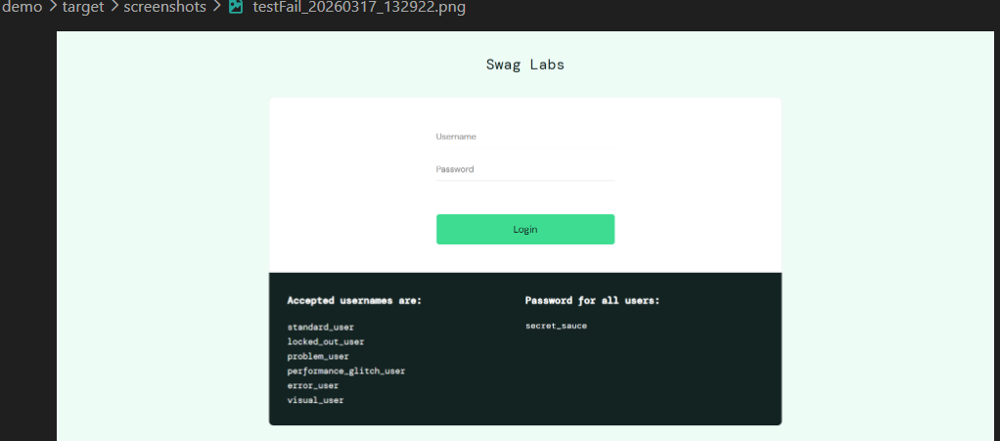 demo > target > screenshots > testFail_20260317_132922.png
Swag Labs
Username
Password
Login
Accepted usernames are:
standard_user
locked_out_user
problem_user
performance_glitch_user
error_user
visual_user
Password for all users:
secret_sauce